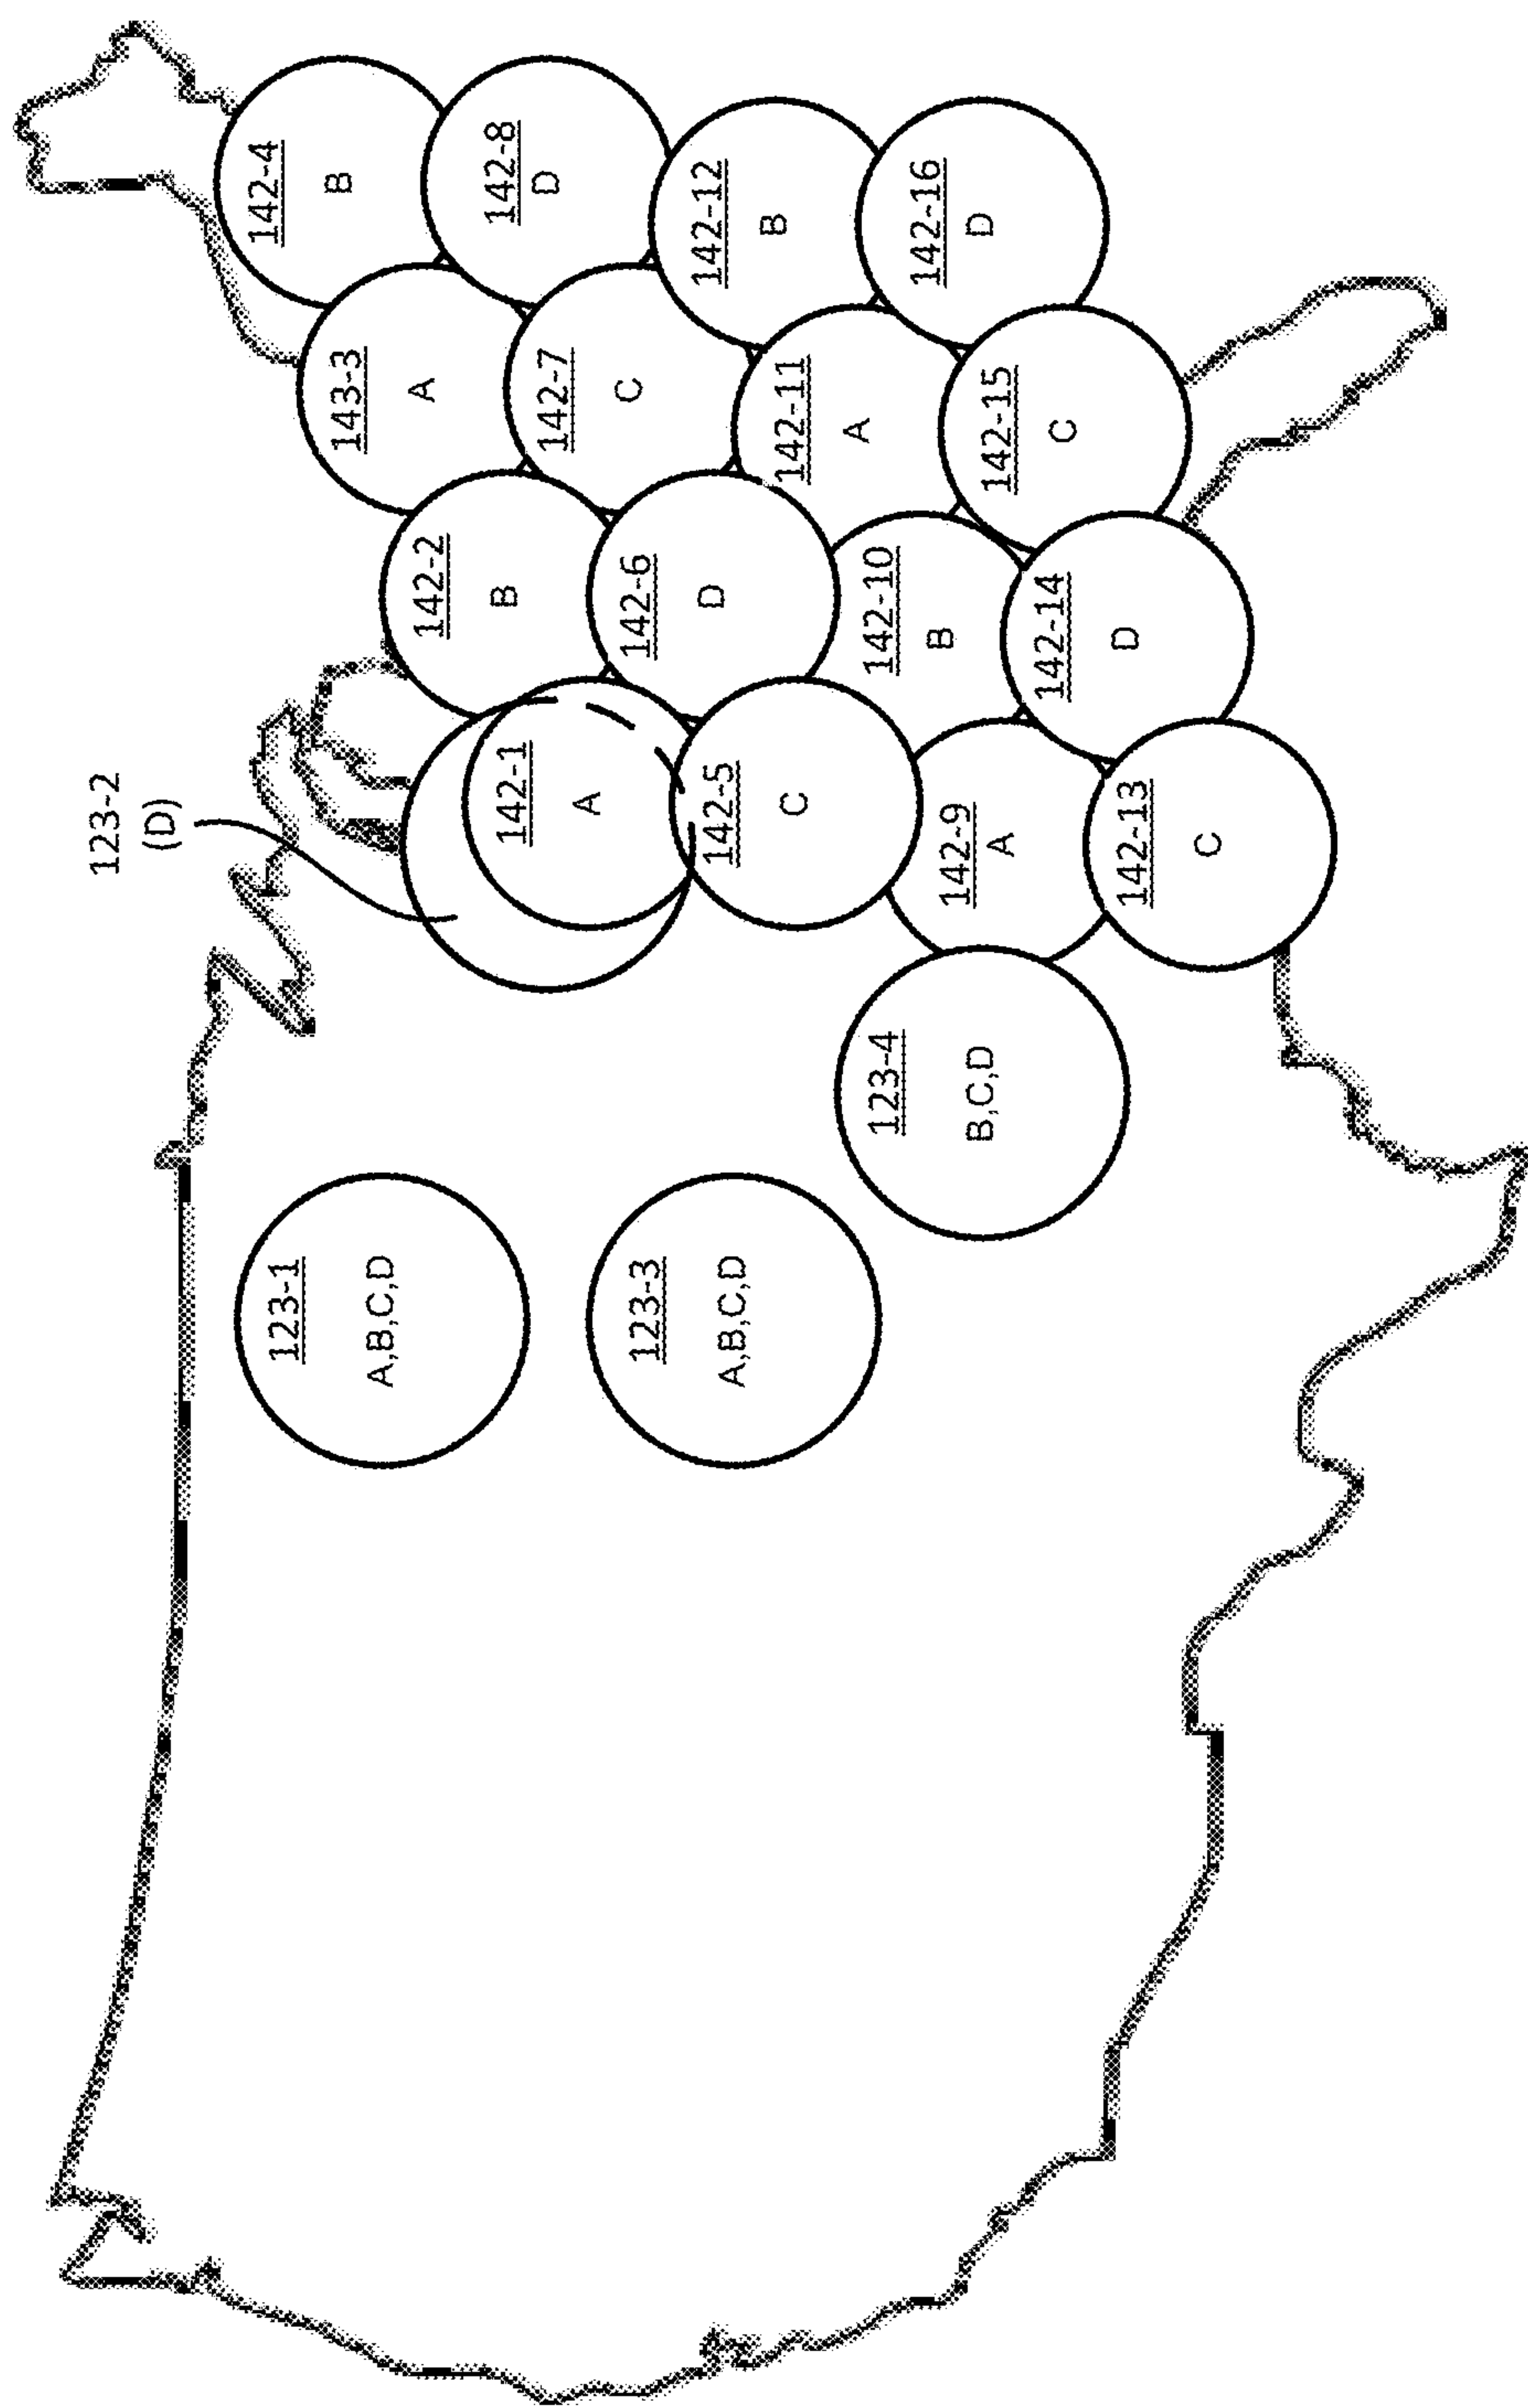 123-2
(D)
123-1
A,B,C,D
142-1
A
142-2
B
143-3
A
142-4
B
123-3
A,B,C,D
142-5
C
142-6
D
142-7
C
142-8
D
123-4
B,C,D
142-9
A
142-10
B
142-11
A
142-12
B
142-13
C
142-14
D
142-15
C
142-16
D